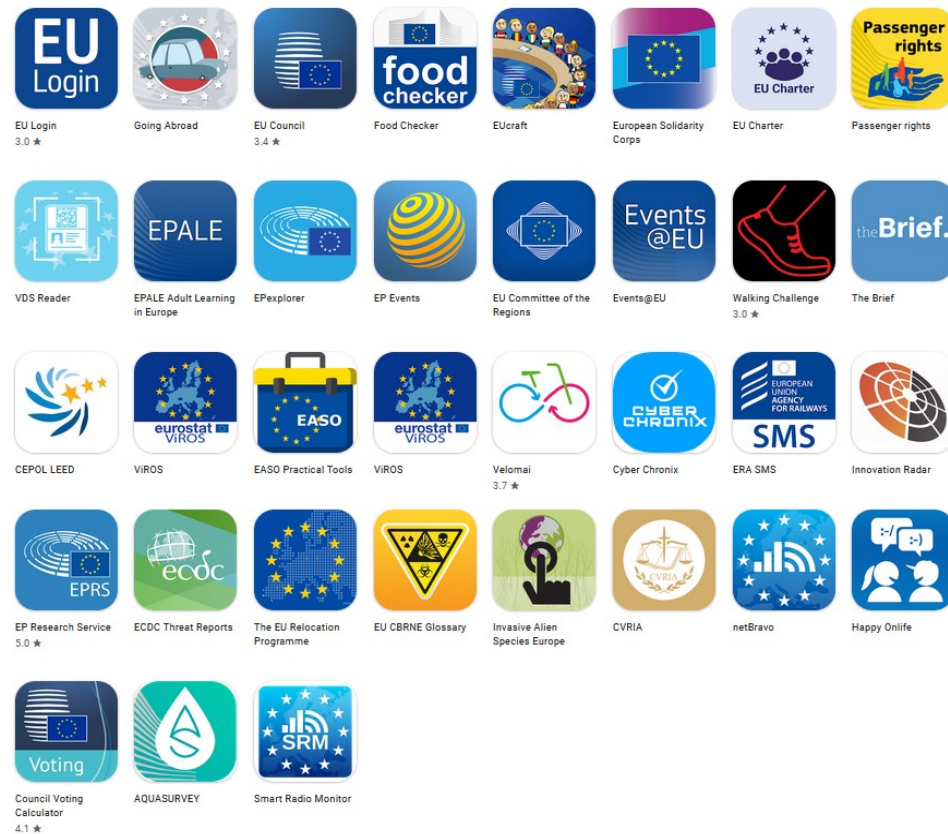 EU
Login
food
checker
EU Charter
Passenger
rights
EU Login
Going Abroad
EU Council
Food Checker
EUcraft
European Solidarity
Corps
EU Charter
Passenger rights
3.0 ★
3.4 ★
EPALE
Events
@EU
theBrief.
VDS Reader
EPALE Adult Learning
in Europe
EPexplorer
EP Events
EU Committee of the
Regions
Events@EU
Walking Challenge
3.0 ★
The Brief
eurostat
ViROS
EASO
eurostat
ViROS
CYBER
CHRONIX
EUROPEAN
UNION
AGENCY
FOR RAILWAYS
SMS
CEPOL LEED
ViROS
EASO Practical Tools
ViROS
Velomai
3.7 ★
Cyber Chronix
ERA SMS
Innovation Radar
EPRS
ecdc
CVRIA
:-/
:-)
EP Research Service
5.0 ★
ECDC Threat Reports
The EU Relocation
Programme
EU CBRNE Glossary
Invasive Alien
Species Europe
CVRIA
netBravo
Happy Onlife
Voting
SRM
Council Voting
Calculator
4.1 ★
AQUASURVEY
Smart Radio Monitor